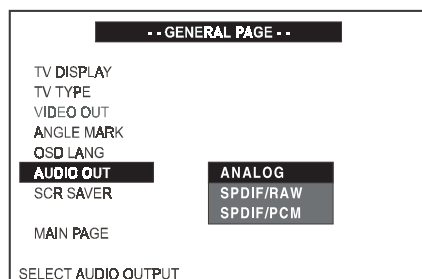 - - GENERAL PAGE - -
TV DISPLAY
TV TYPE
VIDEO OUT
ANGLE MARK
OSD LANG
AUDIO OUT ANALOG
SCR SAVER SPDIF/RAW
SPDIF/PCM
MAIN PAGE
SELECT AUDIO OUTPUT